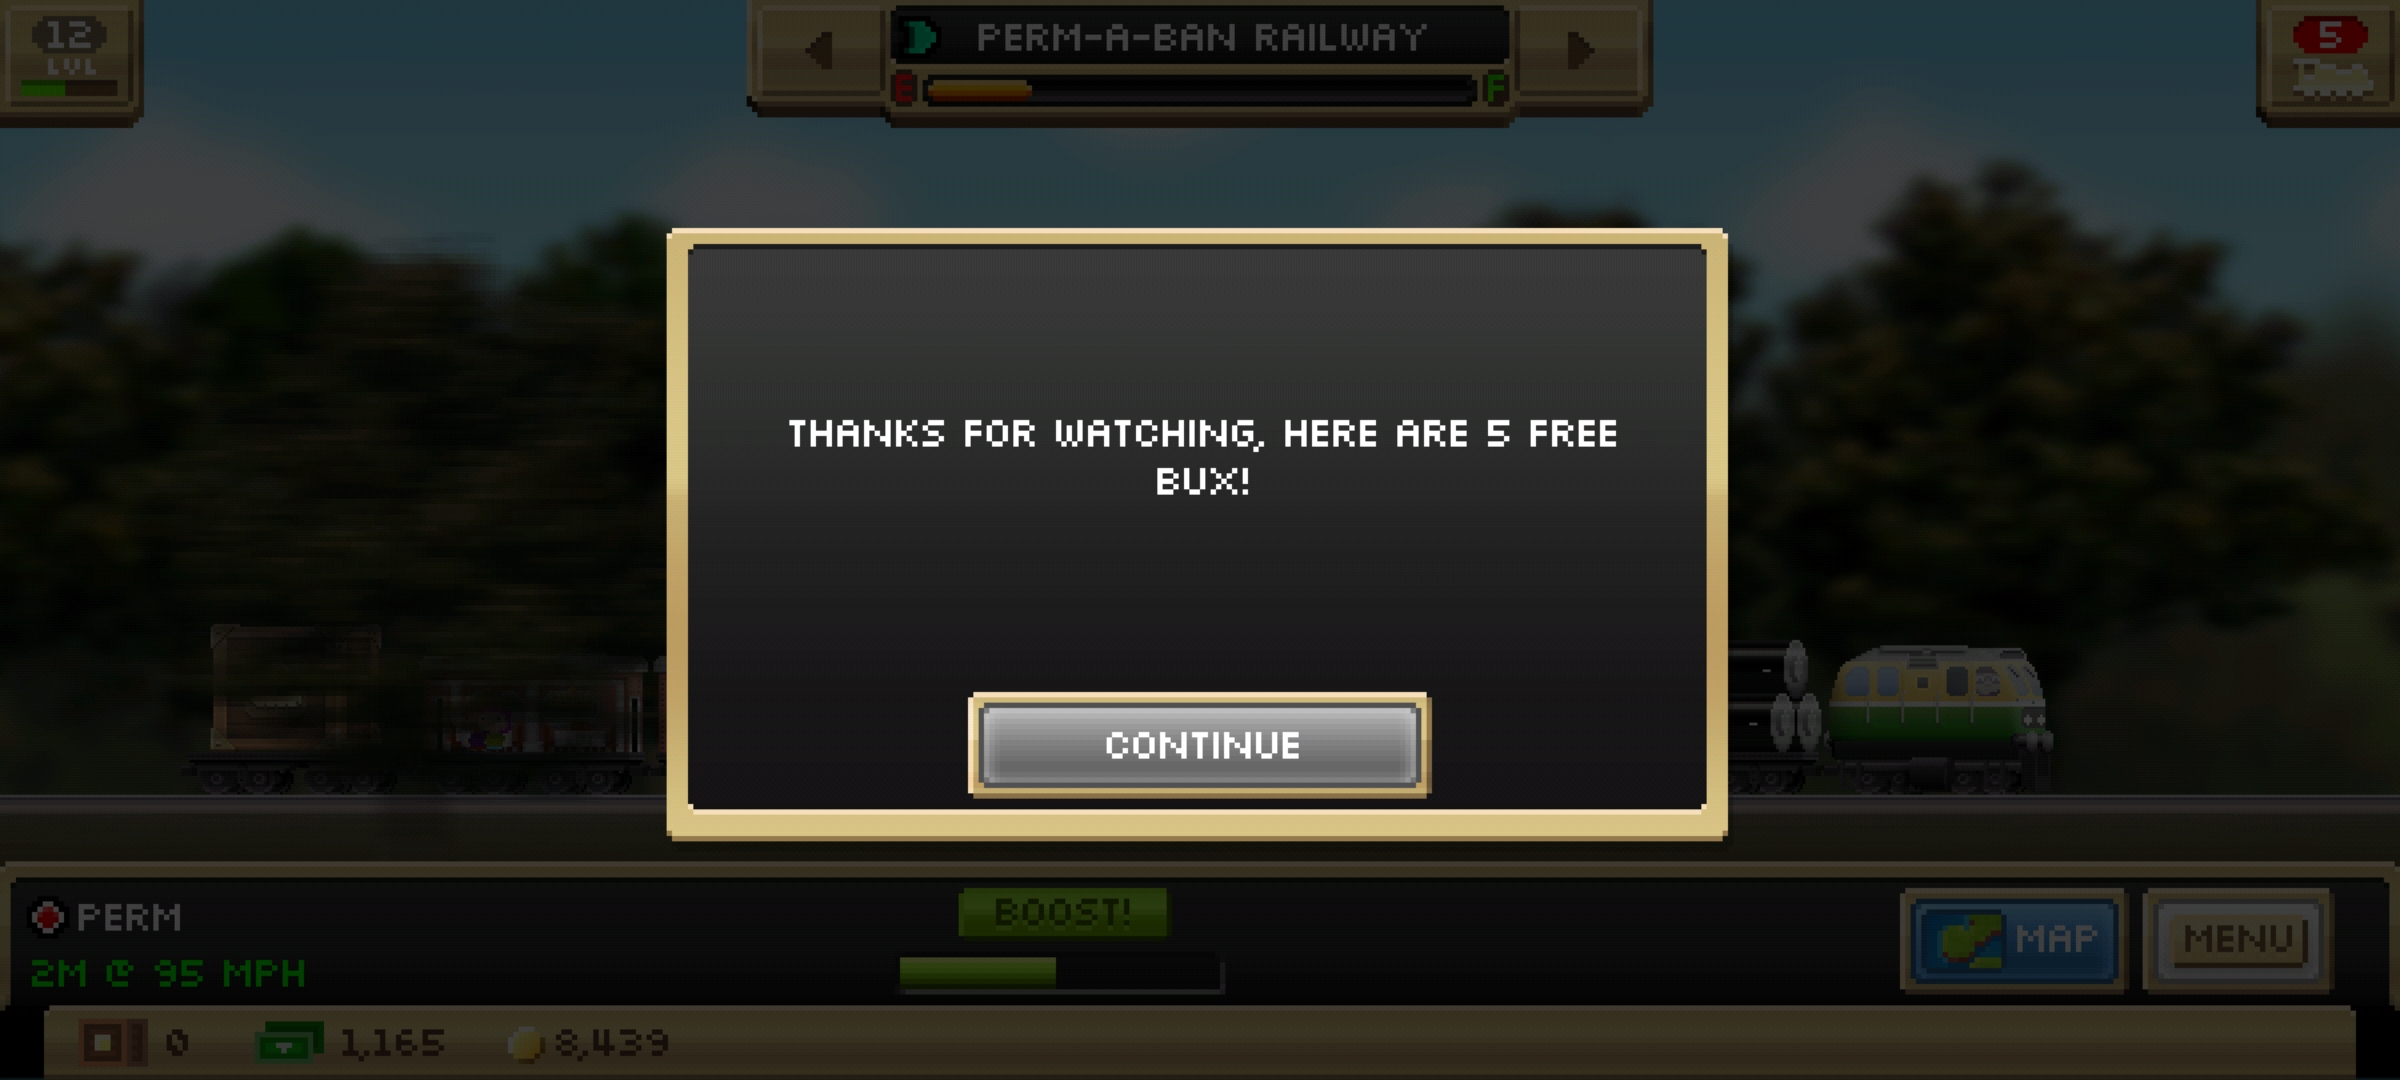 12
LVL
PERM-A-BAN RAILWAY
E F
5
THANKS FOR WATCHING, HERE ARE 5 FREE
BUX!
CONTINUE
PERM
2M @ 95 MPH
BOOST!
MAP
MENU
0 1,165 8,439